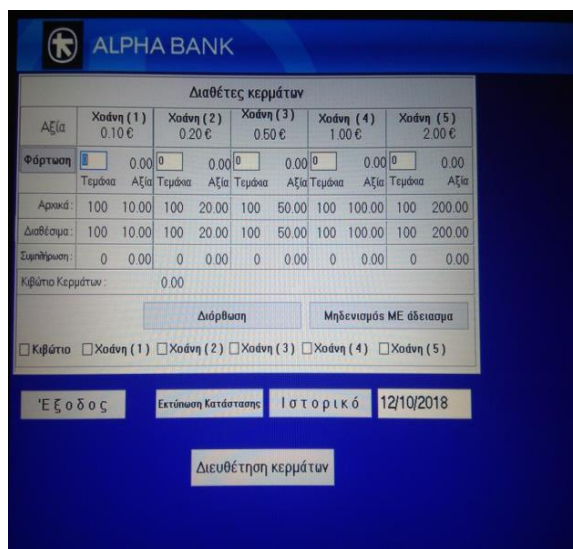 ALPHA BANK
Διαθέτες κερμάτων
Αξία Χοάνη (1) 0.10 € Χοάνη (2) 0.20 € Χοάνη (3) 0.50 € Χοάνη (4) 1.00 € Χοάνη (5) 2.00 €
Φόρτωση 0 0.00 0 0.00 0 0.00 0 0.00 0 0.00
Τεμάχια Αξία Τεμάχια Αξία Τεμάχια Αξία Τεμάχια Αξία Τεμάχια Αξία
Αρχικά : 100 10.00 100 20.00 100 50.00 100 100.00 100 200.00
Διαθέσιμα : 100 10.00 100 20.00 100 50.00 100 100.00 100 200.00
Συμπλήρωση : 0 0.00 0 0.00 0 0.00 0 0.00 0 0.00
Κιβώτιο Κερμάτων : 0.00
Διόρθωση Μηδενισμός ΜΕ άδειασμα
Κιβώτιο Χοάνη (1) Χοάνη (2) Χοάνη (3) Χοάνη (4) Χοάνη (5)
Έξοδος Εκτύπωση Κατάστασης Ιστορικό 12/10/2018
Διευθέτηση κερμάτων